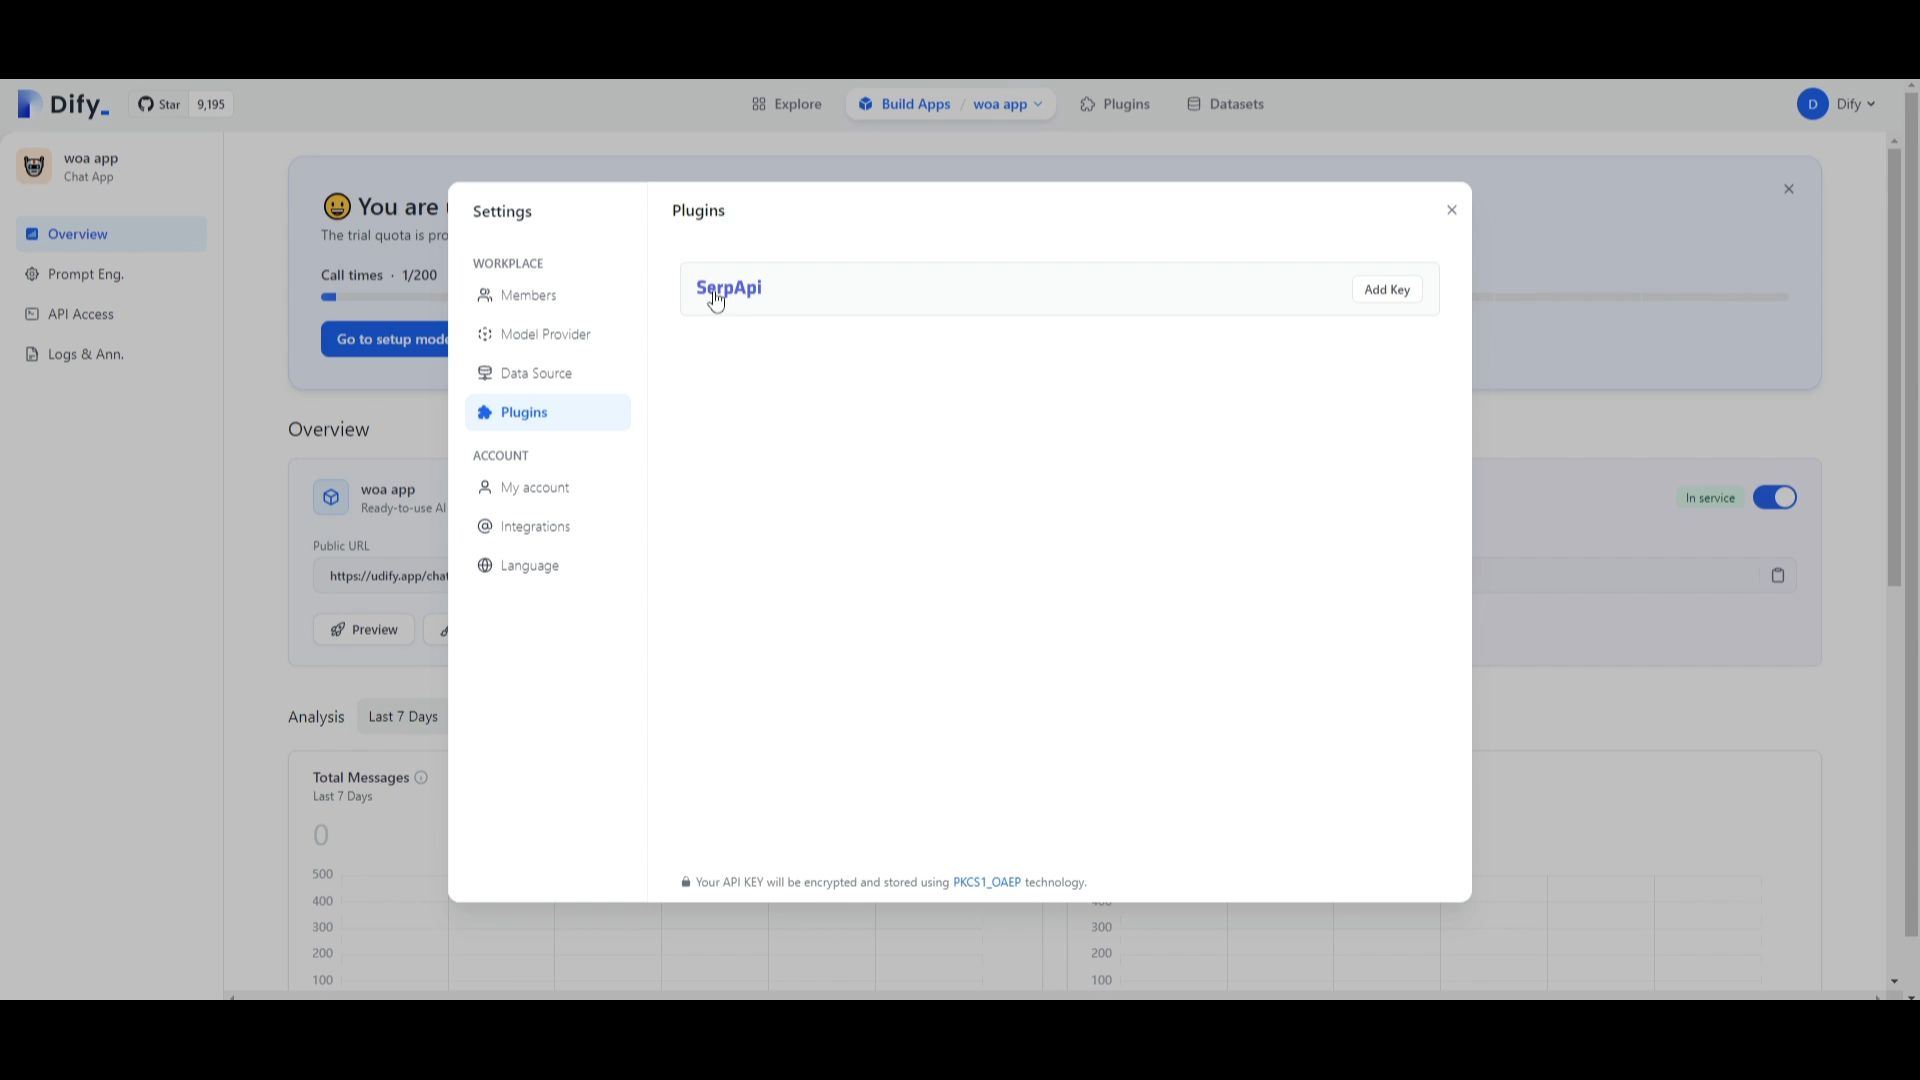 Dify_
Star 9,195
Explore
Build Apps / woa app
Plugins
Datasets
D Dify
woa app
Chat App
Overview
Prompt Eng.
API Access
Logs & Ann.
You are
The trial quota is pro
Call times · 1/200
Go to setup mode
Overview
woa app
Ready-to-use AI
Public URL
https://udify.app/chat
Preview
In service
Analysis Last 7 Days
Total Messages
Last 7 Days
0
500
400
300
200
100
400
300
200
100
Settings
WORKPLACE
Members
Model Provider
Data Source
Plugins
ACCOUNT
My account
Integrations
Language
Plugins
SerpApi
Add Key
Your API KEY will be encrypted and stored using PKCS1_OAEP technology.